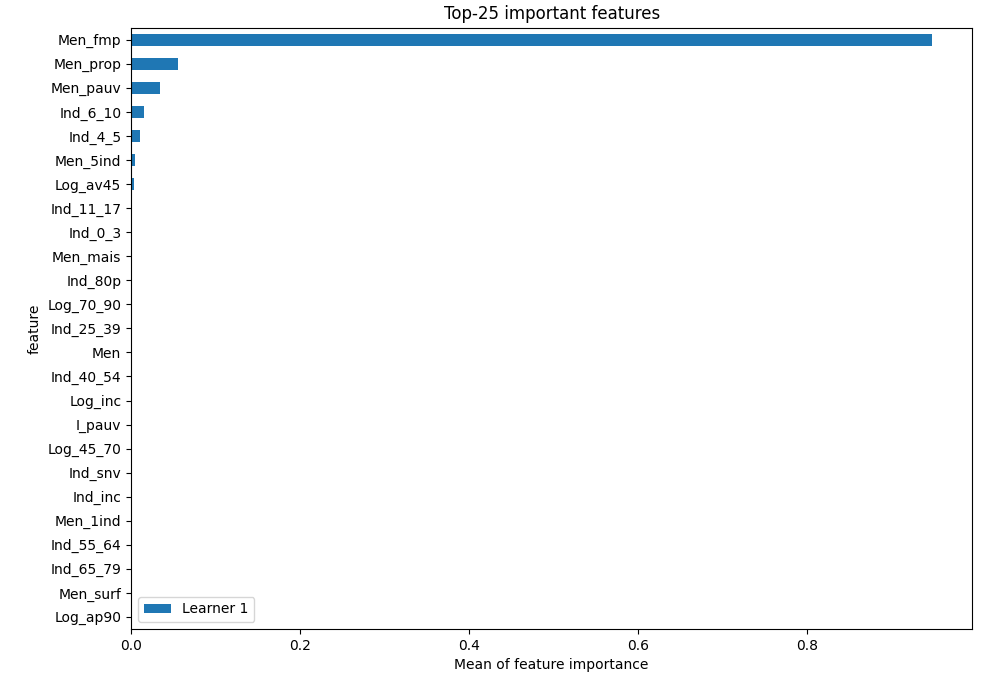 Top-25 important features
Men_fmp
Men_prop
Men_pauv
Ind_6_10
Ind_4_5
Men_5ind
Log_av45
Ind_11_17
Ind_0_3
Men_mais
Ind_80p
Log_70_90
Ind_25_39
Men
Ind_40_54
Log_inc
I_pauv
Log_45_70
Ind_snv
Ind_inc
Men_1ind
Ind_55_64
Ind_65_79
Men_surf
Log_ap90
feature
Learner 1
0.0 0.2 0.4 0.6 0.8
Mean of feature importance